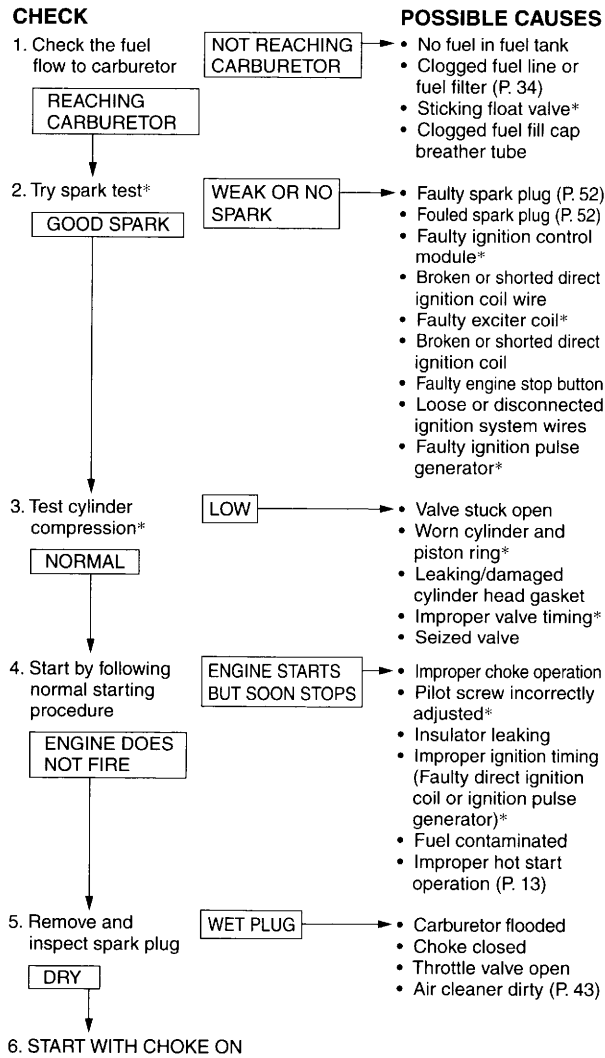 CHECK
POSSIBLE CAUSES
1. Check the fuel
flow to carburetor
REACHING
CARBURETOR
NOT REACHING
CARBURETOR
• No fuel in fuel tank
• Clogged fuel line or
fuel filter (P. 34)
• Sticking float valve*
• Clogged fuel fill cap
breather tube
2. Try spark test*
GOOD SPARK
WEAK OR NO
SPARK
• Faulty spark plug (P. 52)
• Fouled spark plug (P. 52)
• Faulty ignition control
module*
• Broken or shorted direct
ignition coil wire
• Faulty exciter coil*
• Broken or shorted direct
ignition coil
• Faulty engine stop button
• Loose or disconnected
ignition system wires
• Faulty ignition pulse
generator*
3. Test cylinder
compression*
NORMAL
LOW
• Valve stuck open
• Worn cylinder and
piston ring*
• Leaking/damaged
cylinder head gasket
• Improper valve timing*
• Seized valve
4. Start by following
normal starting
procedure
ENGINE DOES
NOT FIRE
ENGINE STARTS
BUT SOON STOPS
• Improper choke operation
• Pilot screw incorrectly
adjusted*
• Insulator leaking
• Improper ignition timing
(Faulty direct ignition
coil or ignition pulse
generator)*
• Fuel contaminated
• Improper hot start
operation (P. 13)
5. Remove and
inspect spark plug
DRY
WET PLUG
• Carburetor flooded
• Choke closed
• Throttle valve open
• Air cleaner dirty (P. 43)
6. START WITH CHOKE ON